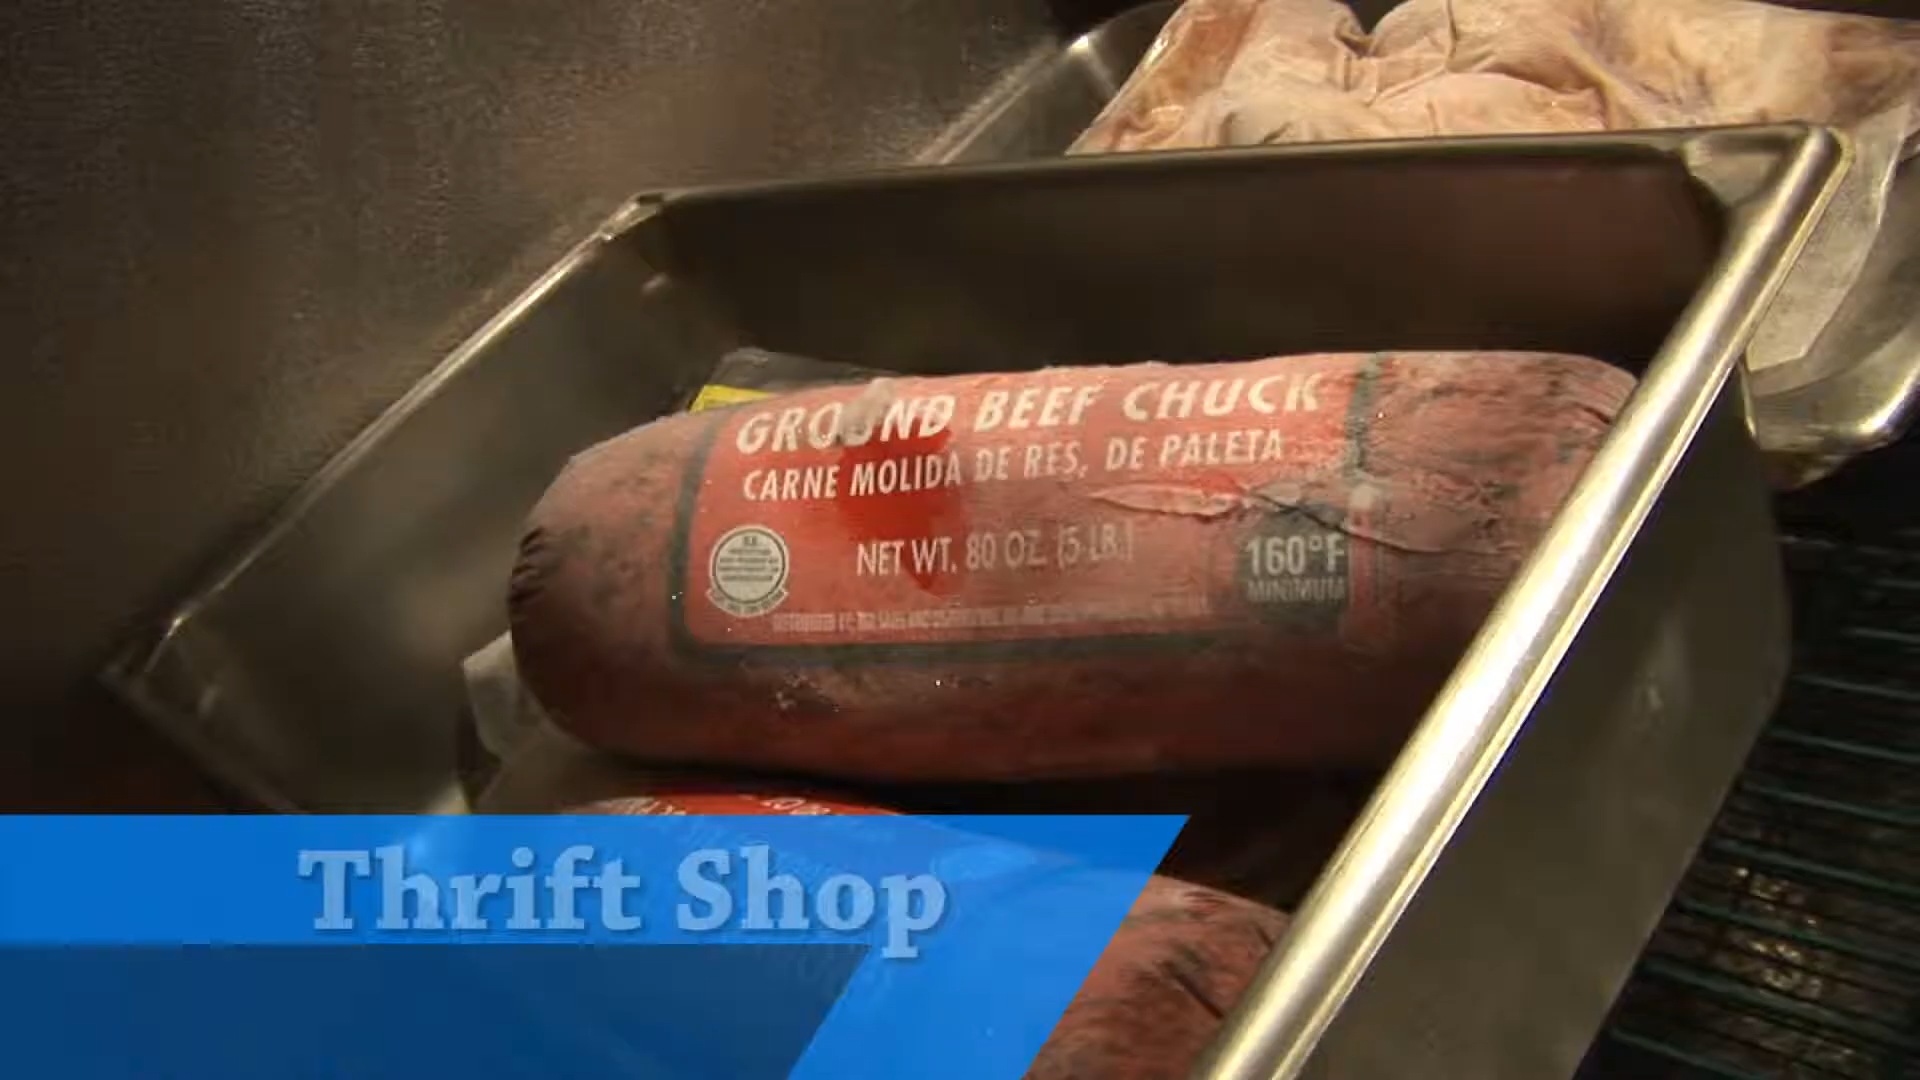 GROUND BEEF CHUCK
CARNE MOLIDA DE RES, DE PALETA
NET WT. 80 OZ. (5 LB.)
160°F
MINIMUM
Thrift Shop